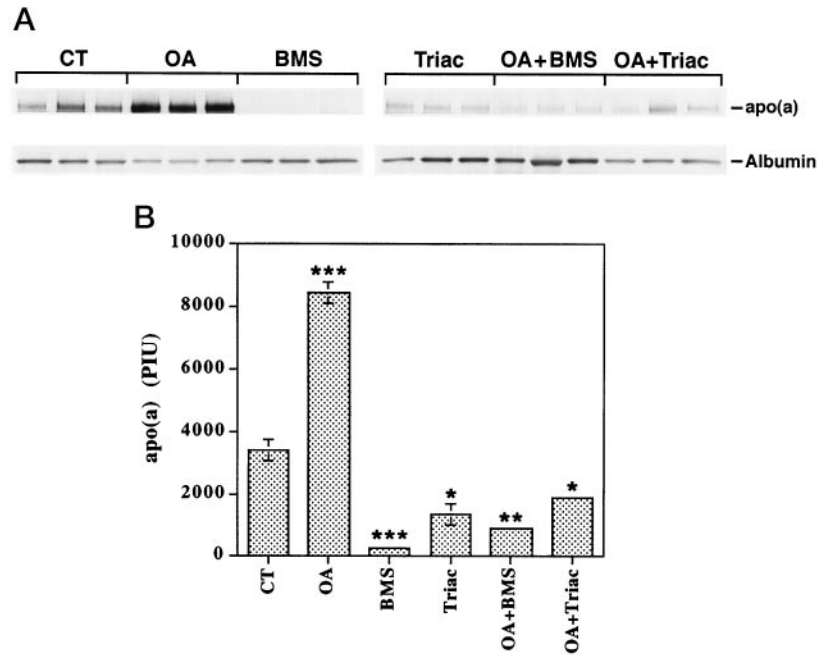 A
CT OA BMS Triac OA+BMS OA+Triac
apo(a)
Albumin
B
10000
8000
6000
4000
2000
0
apo(a) (PIU)
***
***
*
**
*
CT OA BMS Triac OA+BMS OA+Triac